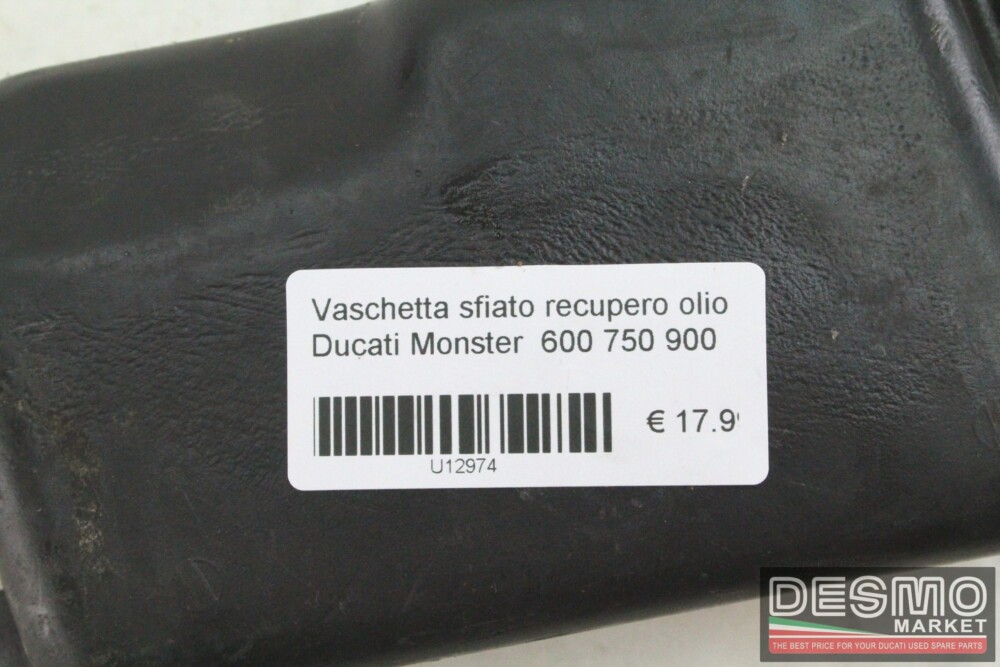 Vaschetta sfiato recupero olio
Ducati Monster 600 750 900
€ 17.9
U12974
DESMO
MARKET
THE BEST PRICE FOR YOUR DUCATI USED SPARE PARTS